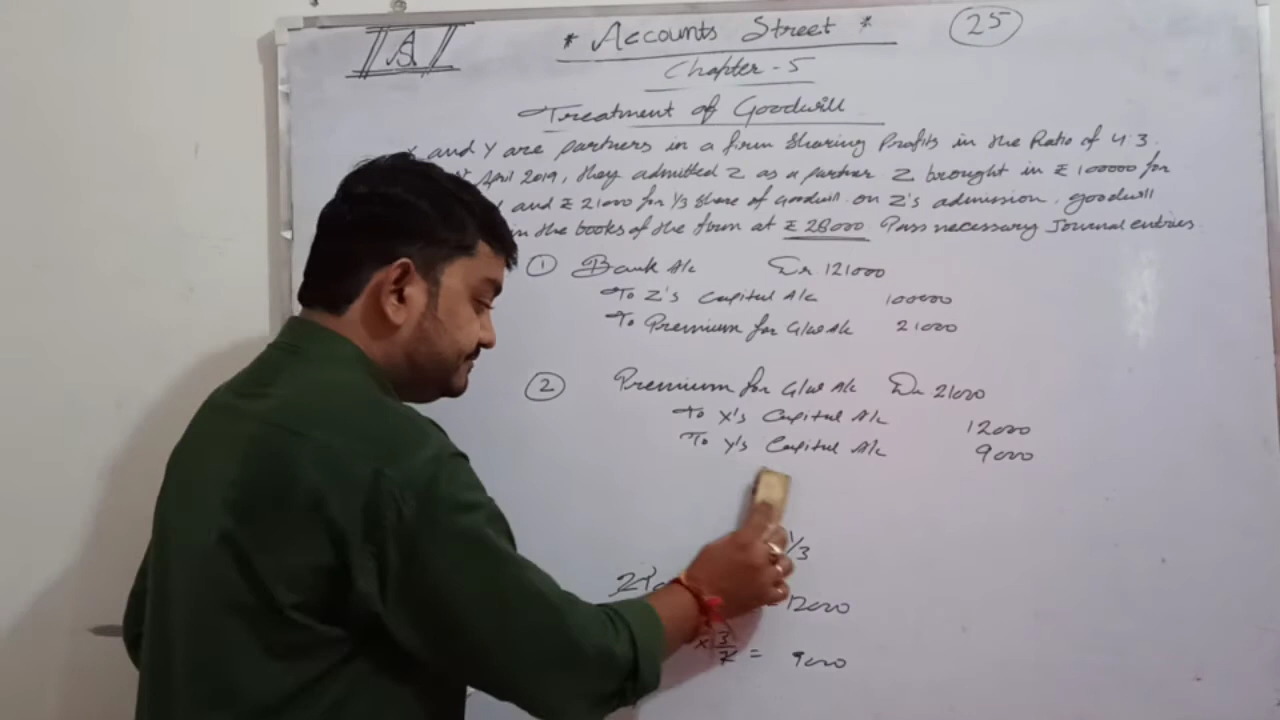 AS
* Accounts Street *
25
Chapter - 5
Treatment of Goodwill
X and Y are partners in a firm Sharing Profits in the Ratio of 4:3.
April 2019, they admitted Z as a partner. Z brought in ₹ 100000 for
and ₹ 21000 for 1/3 Share of Goodwill. on Z's admission, goodwill
in the books of the firm at ₹ 28000. Pass necessary Journal entries.
① Bank A/c Dr 121000
To Z's Capital A/c 100000
To Premium for G/w A/c 21000
② Premium for G/w A/c Dr 21000
To X's Capital A/c 12000
To Y's Capital A/c 9000
1/3
12000
× 3/7 = 9000